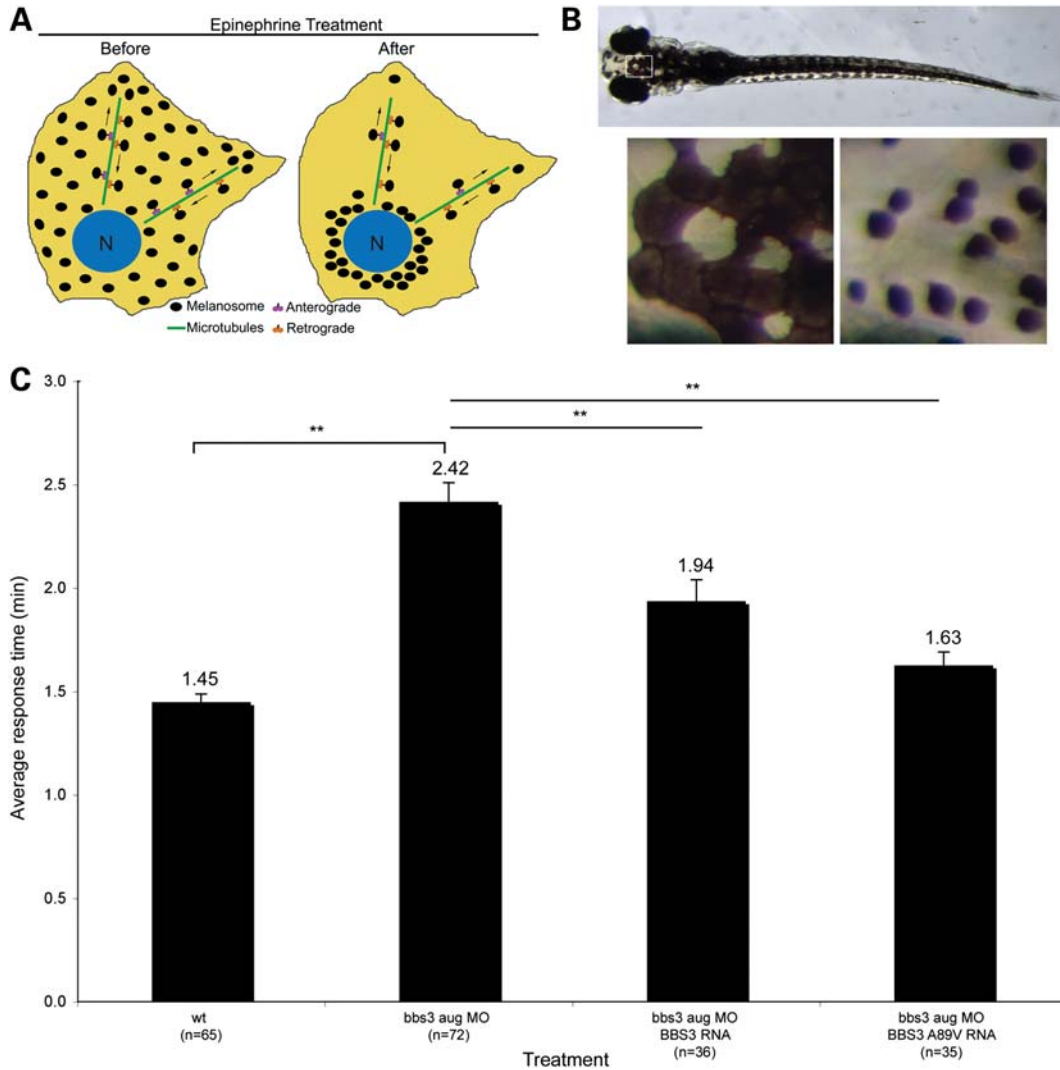 A
Epinephrine Treatment
Before
After
N
N
Melanosome
Anterograde
Microtubules
Retrograde
B
C
3.0
2.5
2.0
1.5
1.0
0.5
0.0
Average response time (min)
**
**
**
1.45
2.42
1.94
1.63
wt
(n=65)
bbs3 aug MO
(n=72)
bbs3 aug MO
BBS3 RNA
(n=36)
bbs3 aug MO
BBS3 A89V RNA
(n=35)
Treatment